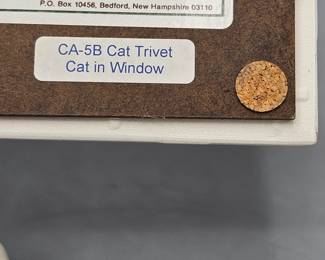 P.O. Box 10456, Bedford, New Hampshire 03110
CA-5B Cat Trivet
Cat in Window